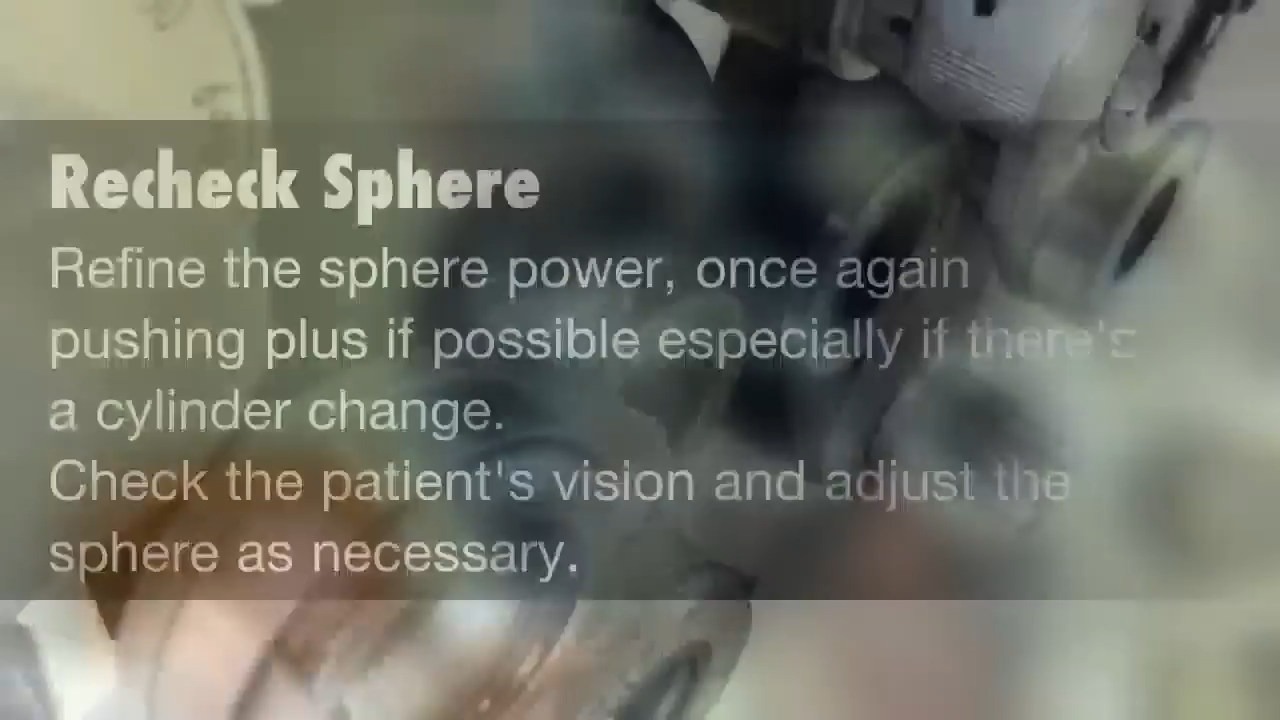 Recheck Sphere
Refine the sphere power, once again
pushing plus if possible especially if there's
a cylinder change.
Check the patient's vision and adjust the
sphere as necessary.